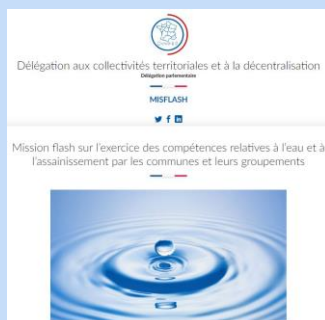 Délégation aux collectivités territoriales et à la décentralisation
Délégation parlementaire
MISFLASH
Mission flash sur l'exercice des compétences relatives à l'eau et à
l'assainissement par les communes et leurs groupements